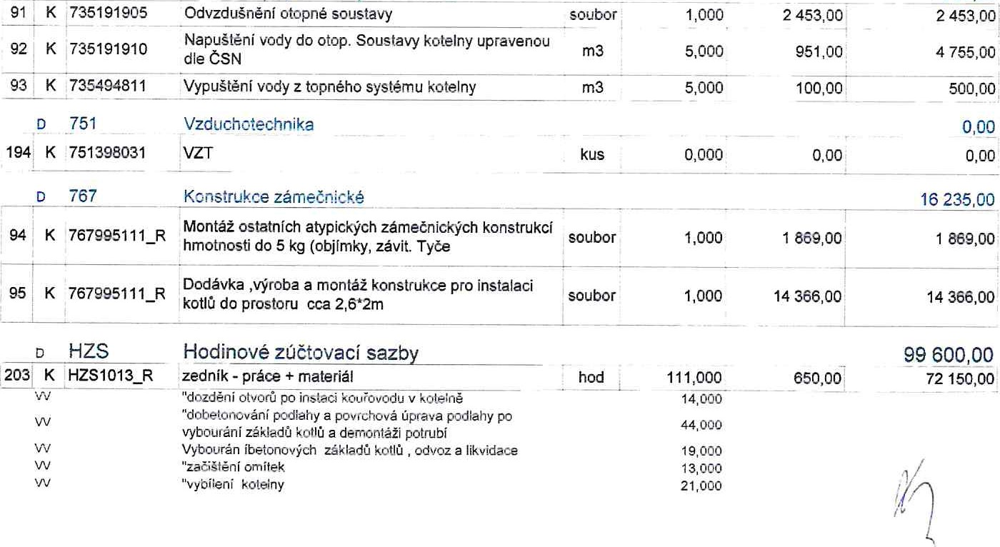 91 K 735191905 Odvzdušnění otopné soustavy soubor 1,000 2 453,00 2 453,00
Napuštění vody do otop. Soustavy kotelny upravenou
92 K 735191910 m3 5,000 951,00 4 755,00
dle ČSN
93 K 735494811 Vypuštění vody z topného systému kotelny m3 5,000 100,00 500,00
D 751 Vzduchotechnika 0,00
194 K 751398031 VZT kus 0,000 0,00 0,00
D 767 Konstrukce zámečnické 16 235,00
Montáž ostatních atypických zámečnických konstrukcí
94 K 767995111_R soubor 1,000 1 869,00 1 869,00
hmotnosti do 5 kg (objímky, závit. Tyče
Dodávka ,výroba a montáž konstrukce pro instalaci
95 K 767995111_R soubor 1,000 14 366,00 14 366,00
kotlů do prostoru cca 2,6*2m
D HZS Hodinové zúčtovací sazby 99 600,00
203 K HZS1013_R zedník - práce + materiál hod 111,000 650,00 72 150,00
VV "dozdění otvorů po instaci kouřovodu v kotelně 14,000
"dobetonování podlahy a povrchová úprava podlahy po
VV 44,000
vybourání základů kotlů a demontáži potrubí
VV Vybourán íbetonových základů kotlů , odvoz a likvidace 19,000
VV "začištění omítek 13,000
VV "vybílení kotelny 21,000